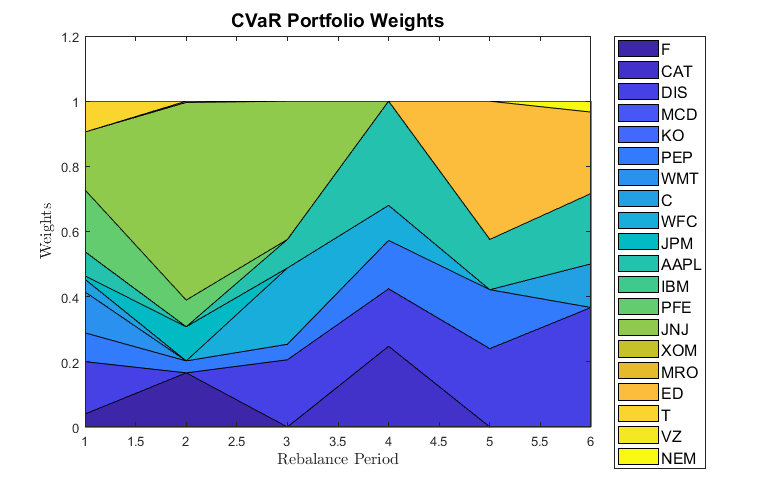 CVaR Portfolio Weights
1.2
1
0.8
0.6
0.4
0.2
0
Weights
1 1.5 2 2.5 3 3.5 4 4.5 5 5.5 6
Rebalance Period
F
CAT
DIS
MCD
KO
PEP
WMT
C
WFC
JPM
AAPL
IBM
PFE
JNJ
XOM
MRO
ED
T
VZ
NEM